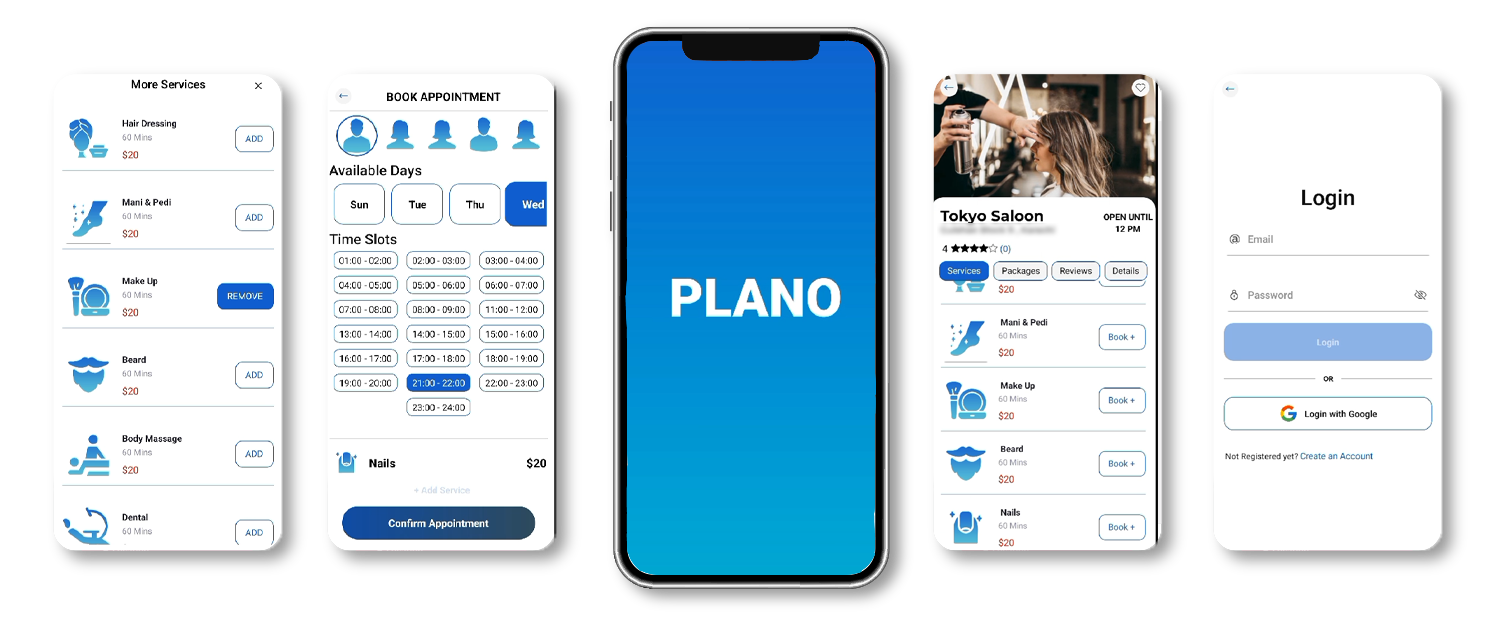 More Services
×
Hair Dressing
60 Mins
$20
ADD
Mani & Pedi
60 Mins
$20
ADD
Make Up
60 Mins
$20
REMOVE
Beard
60 Mins
$20
ADD
Body Massage
60 Mins
$20
ADD
Dental
60 Mins
ADD
BOOK APPOINTMENT
Available Days
Sun Tue Thu Wed
Time Slots
01:00 - 02:00 02:00 - 03:00 03:00 - 04:00
04:00 - 05:00 05:00 - 06:00 06:00 - 07:00
07:00 - 08:00 08:00 - 09:00 11:00 - 12:00
13:00 - 14:00 14:00 - 15:00 15:00 - 16:00
16:00 - 17:00 17:00 - 18:00 18:00 - 19:00
19:00 - 20:00 21:00 - 22:00 22:00 - 23:00
23:00 - 24:00
Nails $20
+ Add Service
Confirm Appointment
PLANO
Tokyo Saloon
OPEN UNTIL
12 PM
4 ★★★★☆ (0)
Services Packages Reviews Details
$20
Mani & Pedi
60 Mins
$20
Book +
Make Up
60 Mins
$20
Book +
Beard
60 Mins
$20
Book +
Nails
60 Mins
$20
Book +
Login
@ Email
Password
Login
OR
G Login with Google
Not Registered yet? Create an Account